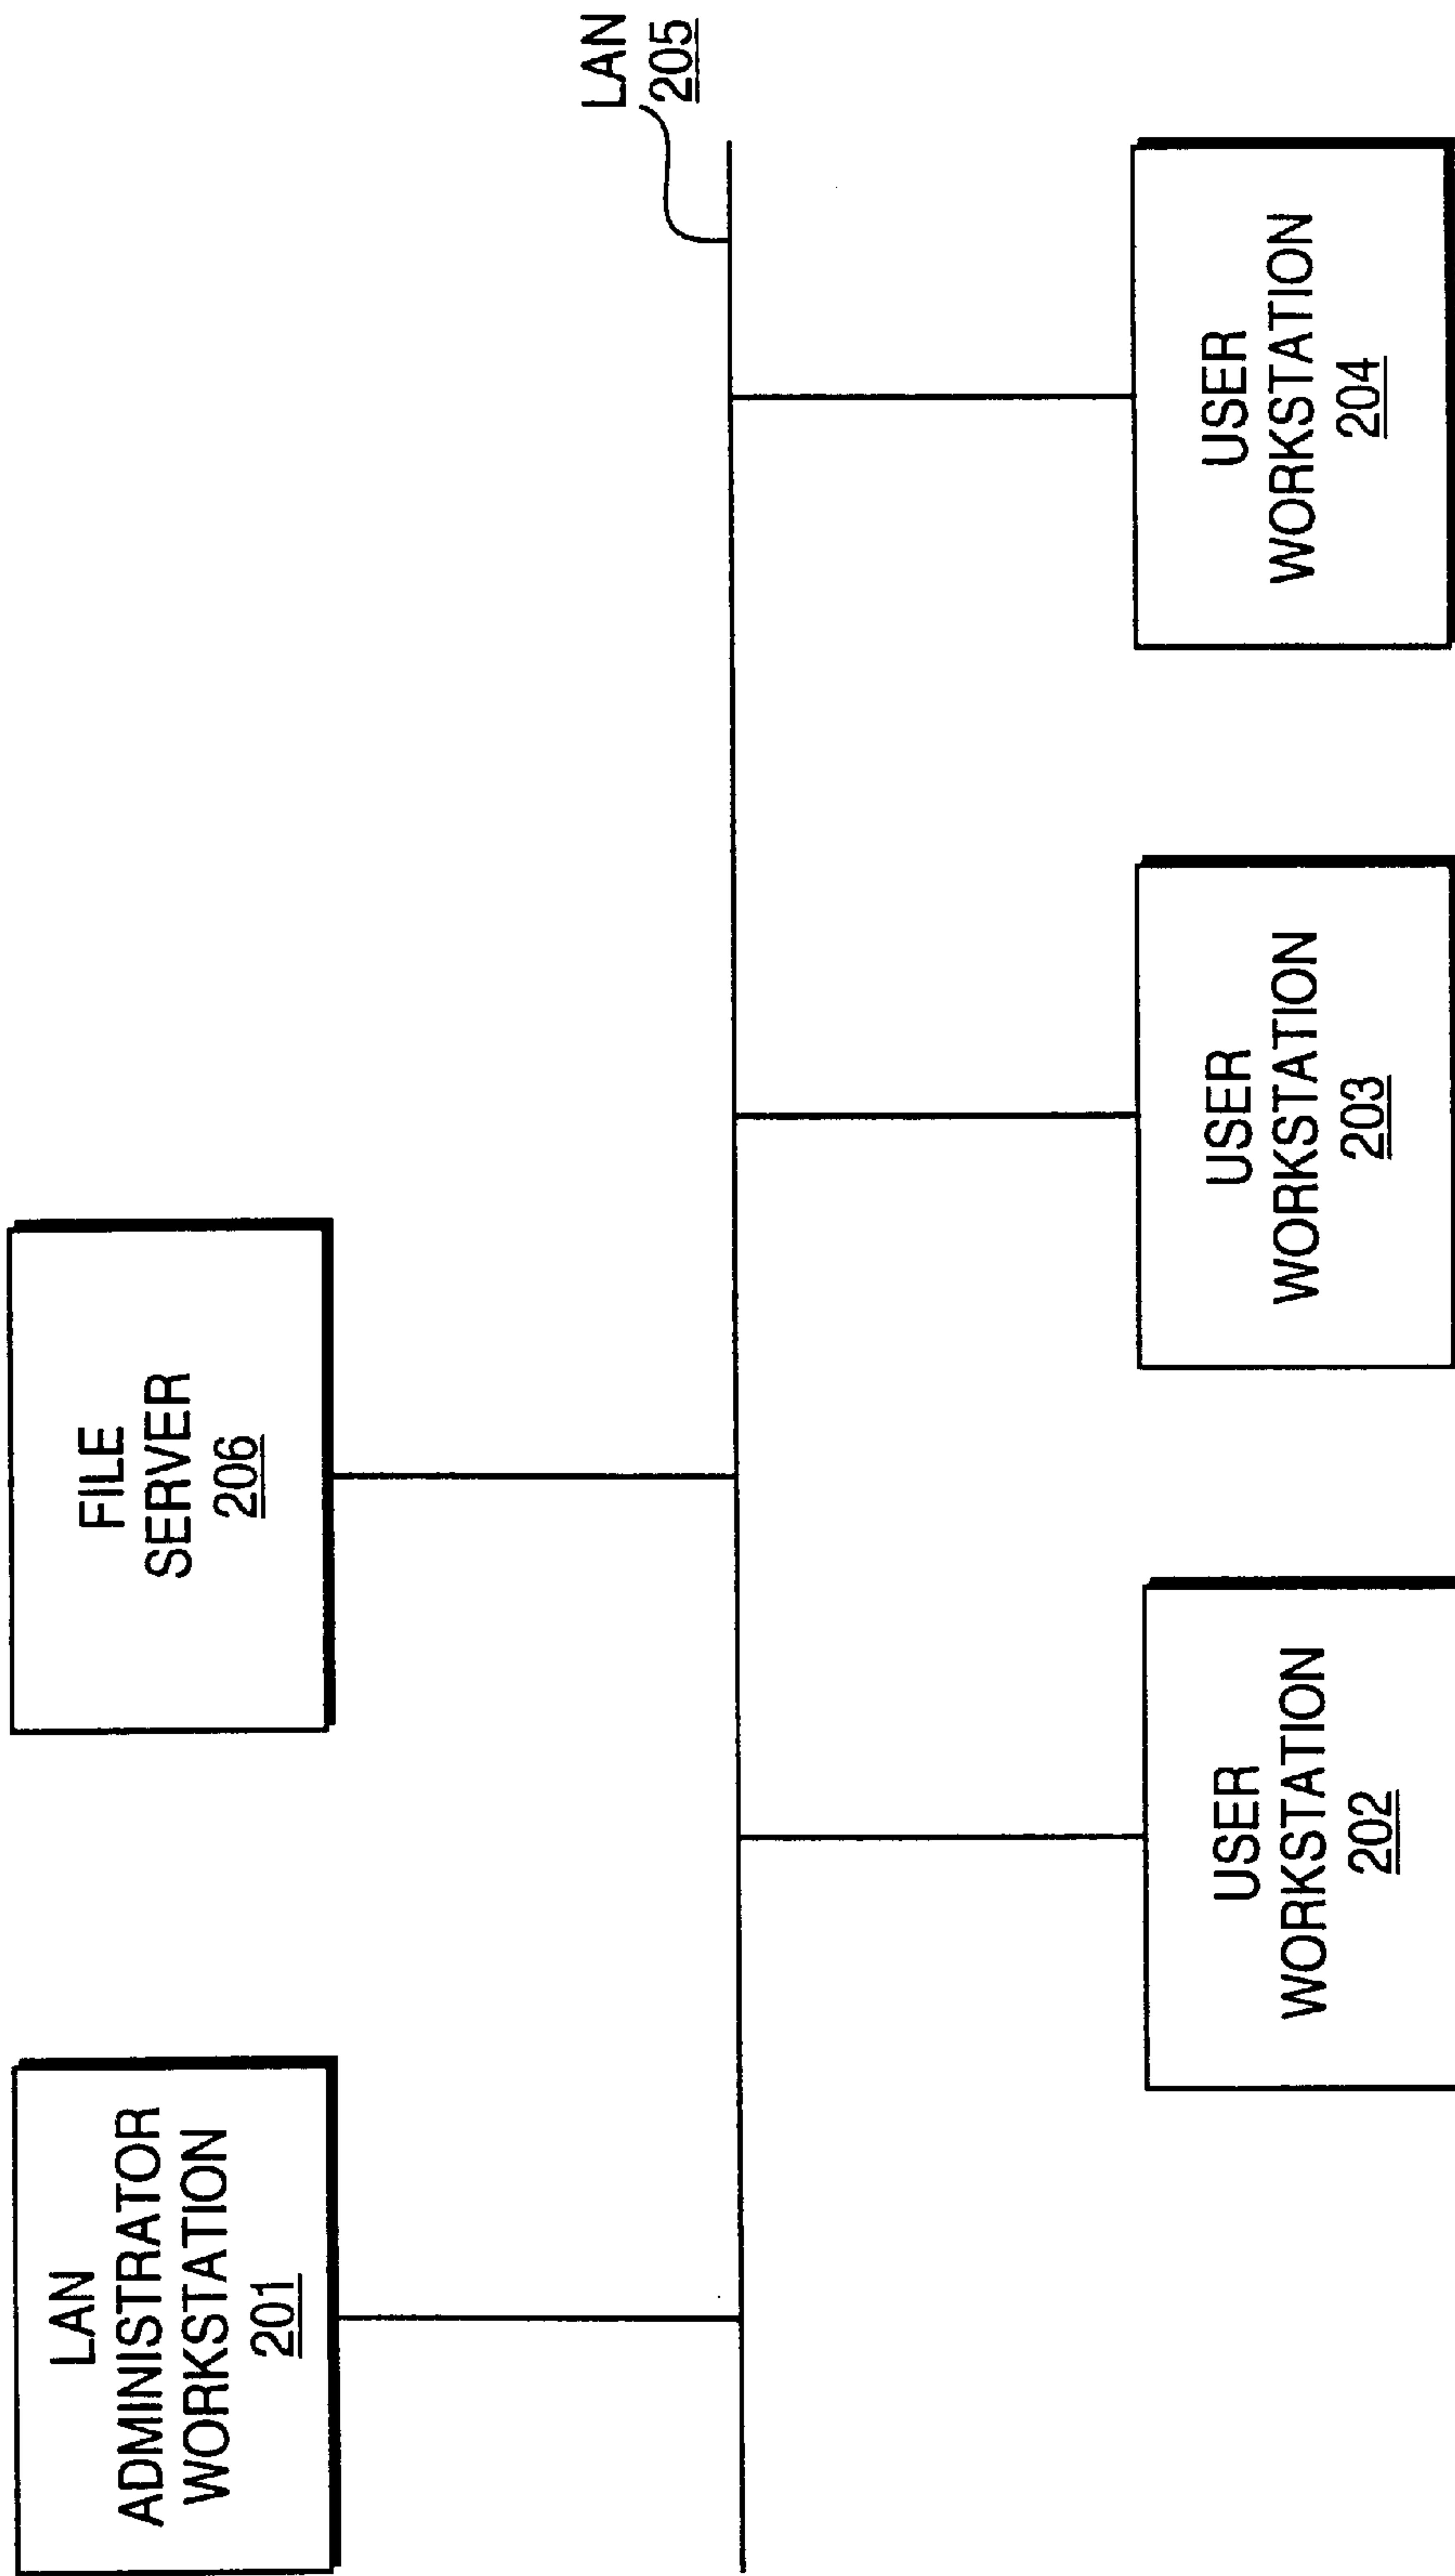 LAN
ADMINISTRATOR
WORKSTATION
201
FILE
SERVER
206
LAN
205
USER
WORKSTATION
202
USER
WORKSTATION
203
USER
WORKSTATION
204